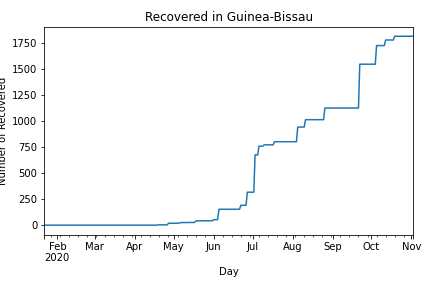 Recovered in Guinea-Bissau
Number of Recovered
1750
1500
1250
1000
750
500
250
0
Feb Mar Apr May Jun Jul Aug Sep Oct Nov
2020
Day